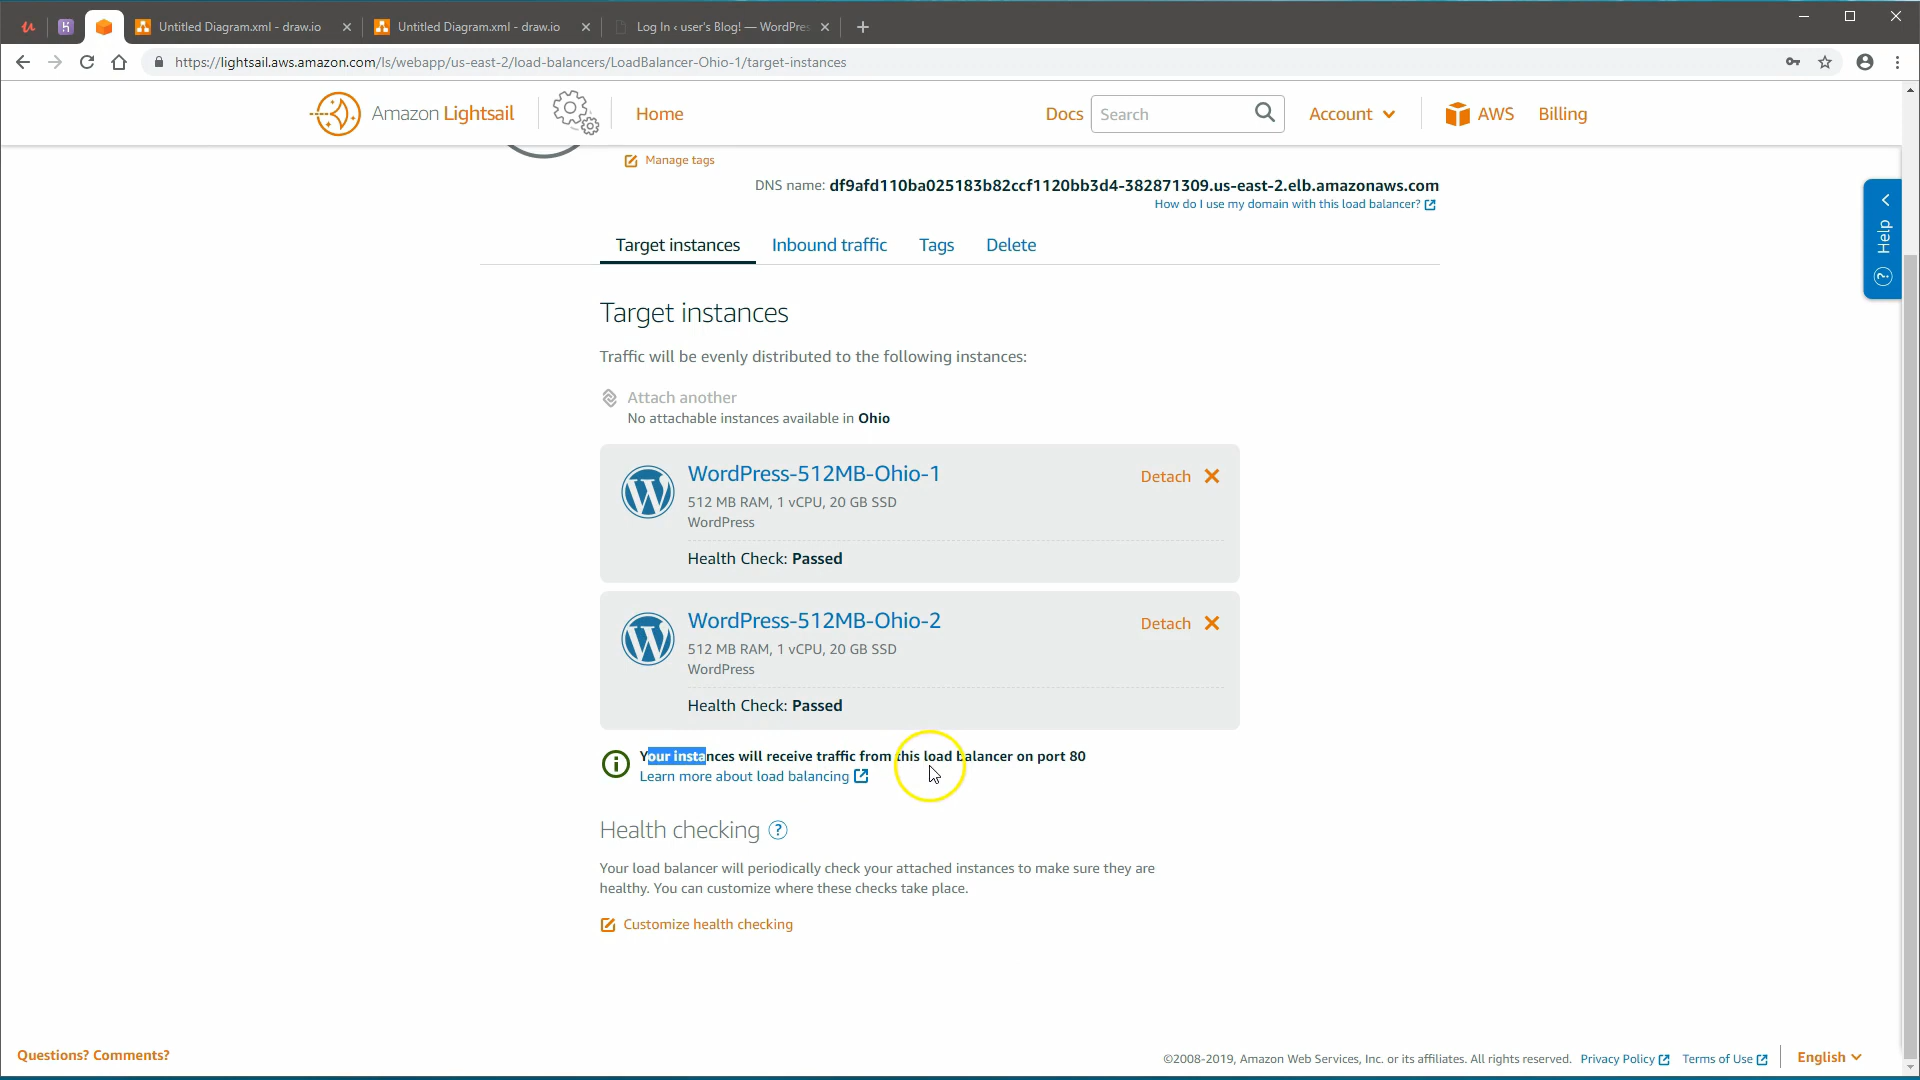 Untitled Diagram.xml - draw.io
Untitled Diagram.xml - draw.io
Log In ‹ user's Blog! — WordPres
https://lightsail.aws.amazon.com/ls/webapp/us-east-2/load-balancers/LoadBalancer-Ohio-1/target-instances
Amazon Lightsail
Home
Docs
Search
Account
AWS
Billing
Manage tags
DNS name: df9afd110ba025183b82ccf1120bb3d4-382871309.us-east-2.elb.amazonaws.com
How do I use my domain with this load balancer?
Help
Target instances
Inbound traffic
Tags
Delete
Target instances
Traffic will be evenly distributed to the following instances:
Attach another
No attachable instances available in Ohio
WordPress-512MB-Ohio-1
Detach
512 MB RAM, 1 vCPU, 20 GB SSD
WordPress
Health Check: Passed
WordPress-512MB-Ohio-2
Detach
512 MB RAM, 1 vCPU, 20 GB SSD
WordPress
Health Check: Passed
Your instances will receive traffic from this load balancer on port 80
Learn more about load balancing
Health checking ?
Your load balancer will periodically check your attached instances to make sure they are
healthy. You can customize where these checks take place.
Customize health checking
Questions? Comments?
©2008-2019, Amazon Web Services, Inc. or its affiliates. All rights reserved.
Privacy Policy
Terms of Use
English